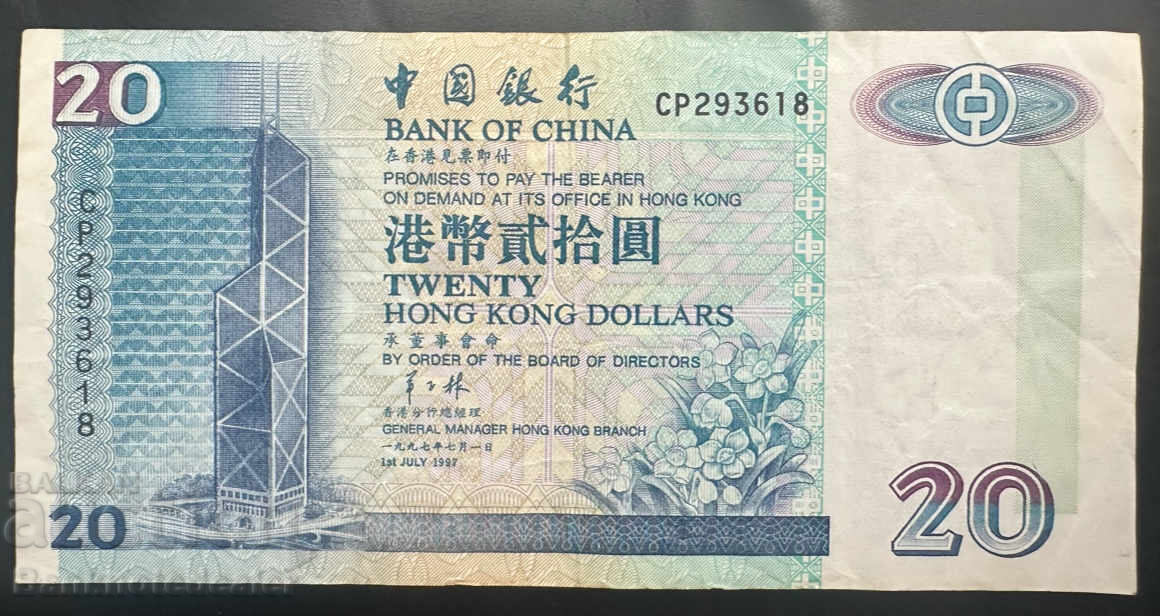 20
中國銀行
CP293618
BANK OF CHINA
在香港見票即付
PROMISES TO PAY THE BEARER
ON DEMAND AT ITS OFFICE IN HONG KONG
港幣貳拾圓
TWENTY
HONG KONG DOLLARS
承董事會命
BY ORDER OF THE BOARD OF DIRECTORS
香港分行總經理
GENERAL MANAGER HONG KONG BRANCH
一九九七年七月一日
1st JULY 1997
CP293618
20
20
Banknotedealer